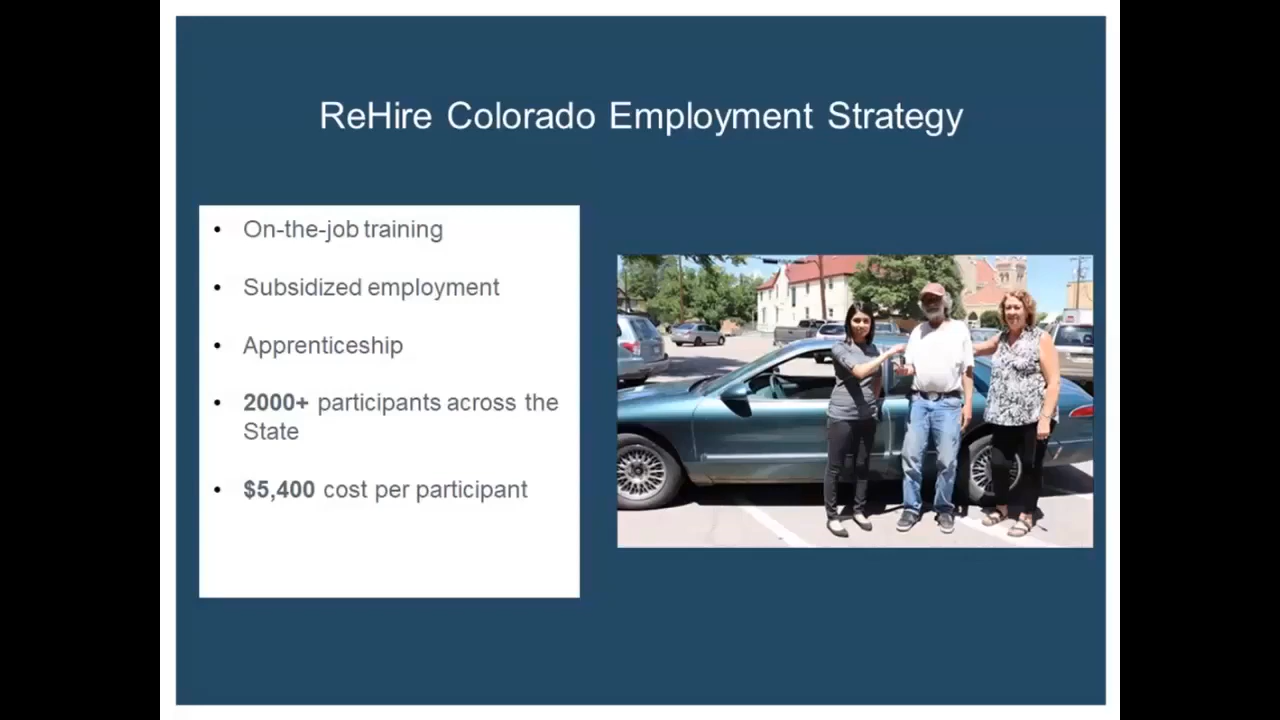 ReHire Colorado Employment Strategy
• On-the-job training
• Subsidized employment
• Apprenticeship
• 2000+ participants across the
State
• $5,400 cost per participant